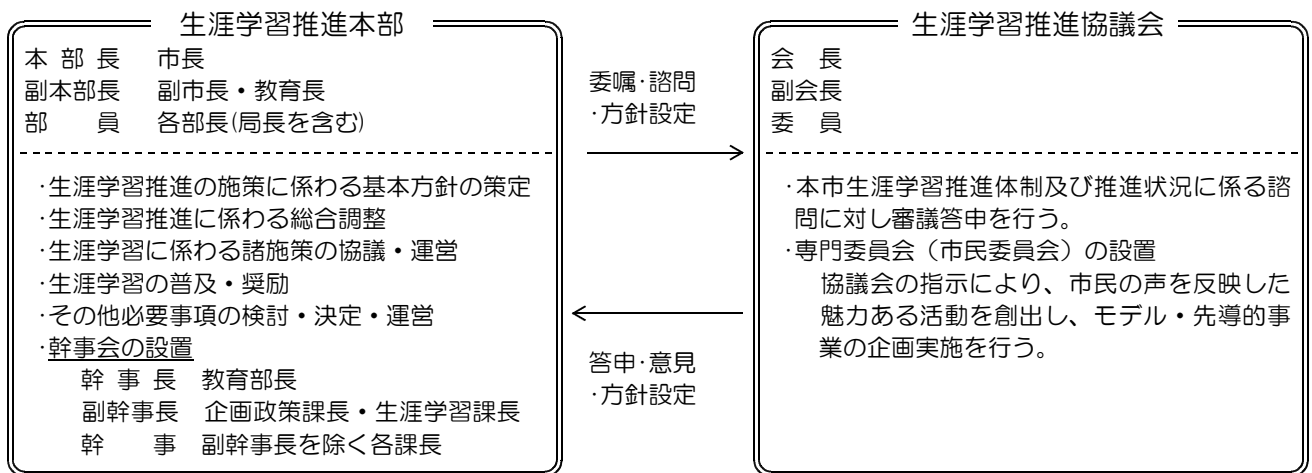 生涯学習推進本部
本 部 長 市長
副本部長 副市長・教育長
部 員 各部長(局長を含む)
·生涯学習推進の施策に係わる基本方針の策定
·生涯学習推進に係わる総合調整
·生涯学習に係わる諸施策の協議・運営
·生涯学習の普及・奨励
·その他必要事項の検討・決定・運営
·幹事会の設置
幹 事 長 教育部長
副幹事長 企画政策課長・生涯学習課長
幹 事 副幹事長を除く各課長
委嘱·諮問
·方針設定
答申·意見
·方針設定
生涯学習推進協議会
会 長
副会長
委 員
·本市生涯学習推進体制及び推進状況に係る諮
問に対し審議答申を行う。
·専門委員会（市民委員会）の設置
協議会の指示により、市民の声を反映した
魅力ある活動を創出し、モデル・先導的事
業の企画実施を行う。